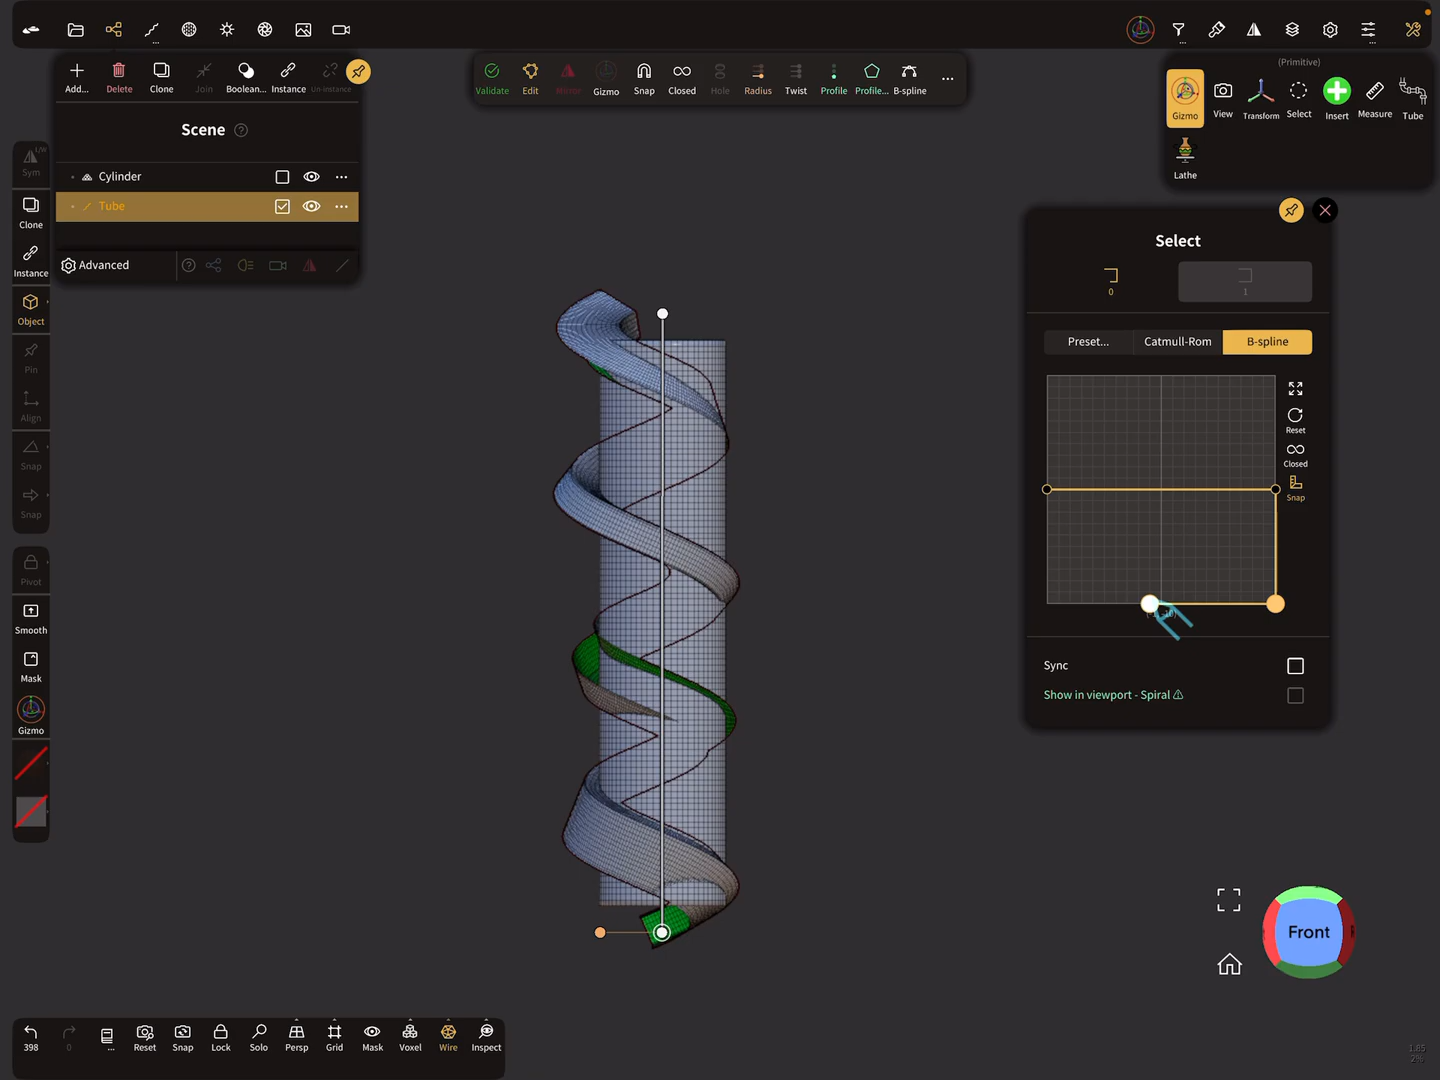 Add...
Delete
Clone
Join
Boolean...
Instance
Un-instance
Scene
Cylinder
Tube
Advanced
Validate
Edit
Mirror
Gizmo
Snap
Closed
Hole
Radius
Twist
Profile
Profile...
B-spline
(Primitive)
Gizmo
View
Transform
Select
Insert
Measure
Tube
Lathe
L/W
Sym
Clone
Instance
Object
Pin
Align
Snap
Snap
Pivot
Smooth
Mask
Gizmo
Select
0
1
Preset...
Catmull-Rom
B-spline
Reset
Closed
Snap
Sync
Show in viewport - Spiral
Front
398
0
...
Reset
Snap
Lock
Solo
Persp
Grid
Mask
Voxel
Wire
Inspect
1.85
2%